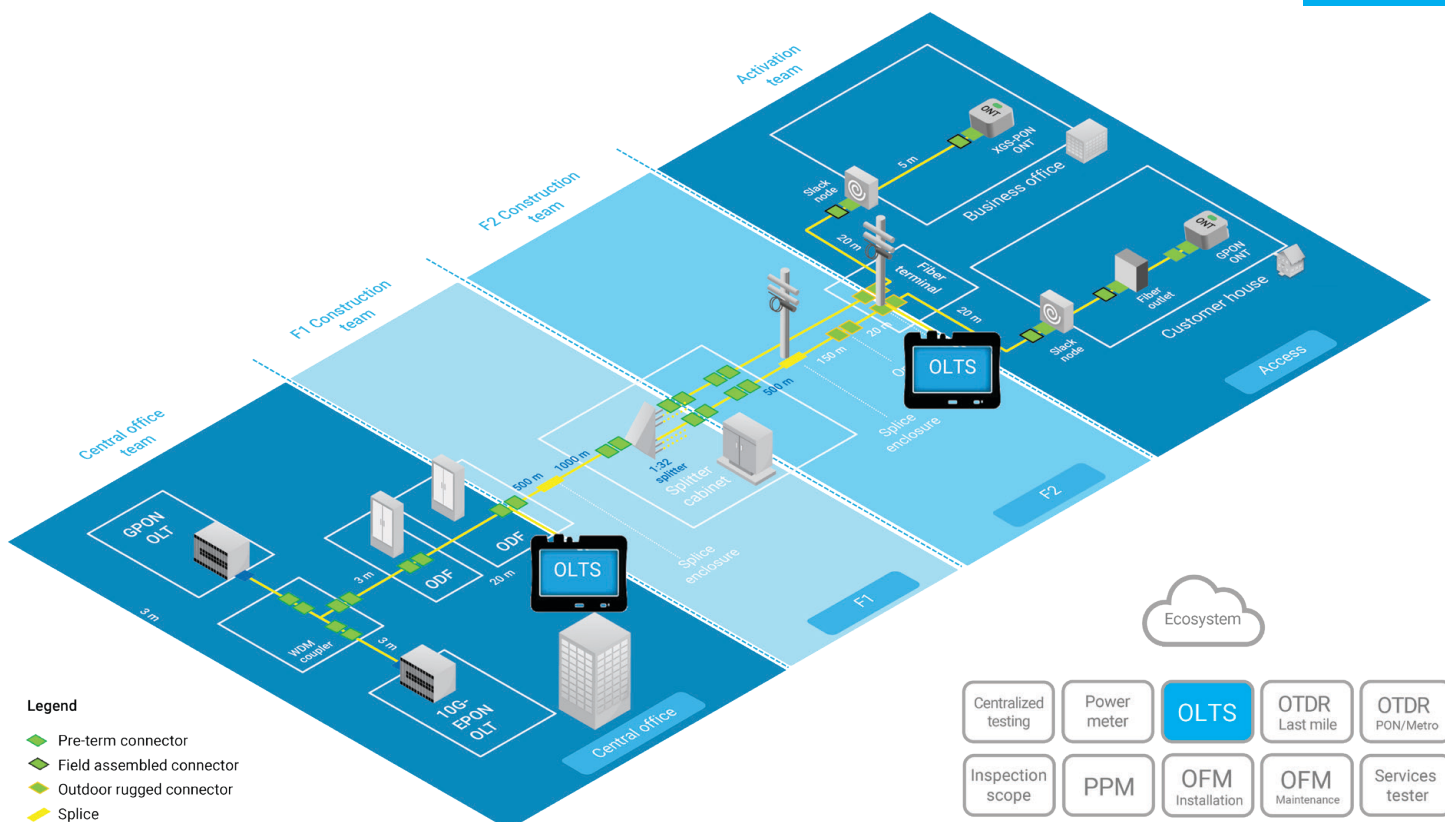 Activation
team
F2 Construction
team
F1 Construction
team
Central office
team
ONT
XGS-PON
ONT
5 m
Business office
Slack
node
20 m
ONT
GPON
ONT
Fiber
outlet
Customer house
Slack
node
20 m
Access
Fiber
terminal
20 m
150 m
OLTS
500 m
Splice
enclosure
F2
1:32
splitter
Splitter
cabinet
1000 m
500 m
Splice
enclosure
F1
ODF
20 m
OLTS
ODF
3 m
GPON
OLT
3 m
WDM
coupler
3 m
10G-
EPON
OLT
Central office
Legend
Pre-term connector
Field assembled connector
Outdoor rugged connector
Splice
Ecosystem
Centralized
testing
Power
meter
OLTS
OTDR
Last mile
OTDR
PON/Metro
Inspection
scope
PPM
OFM
Installation
OFM
Maintenance
Services
tester